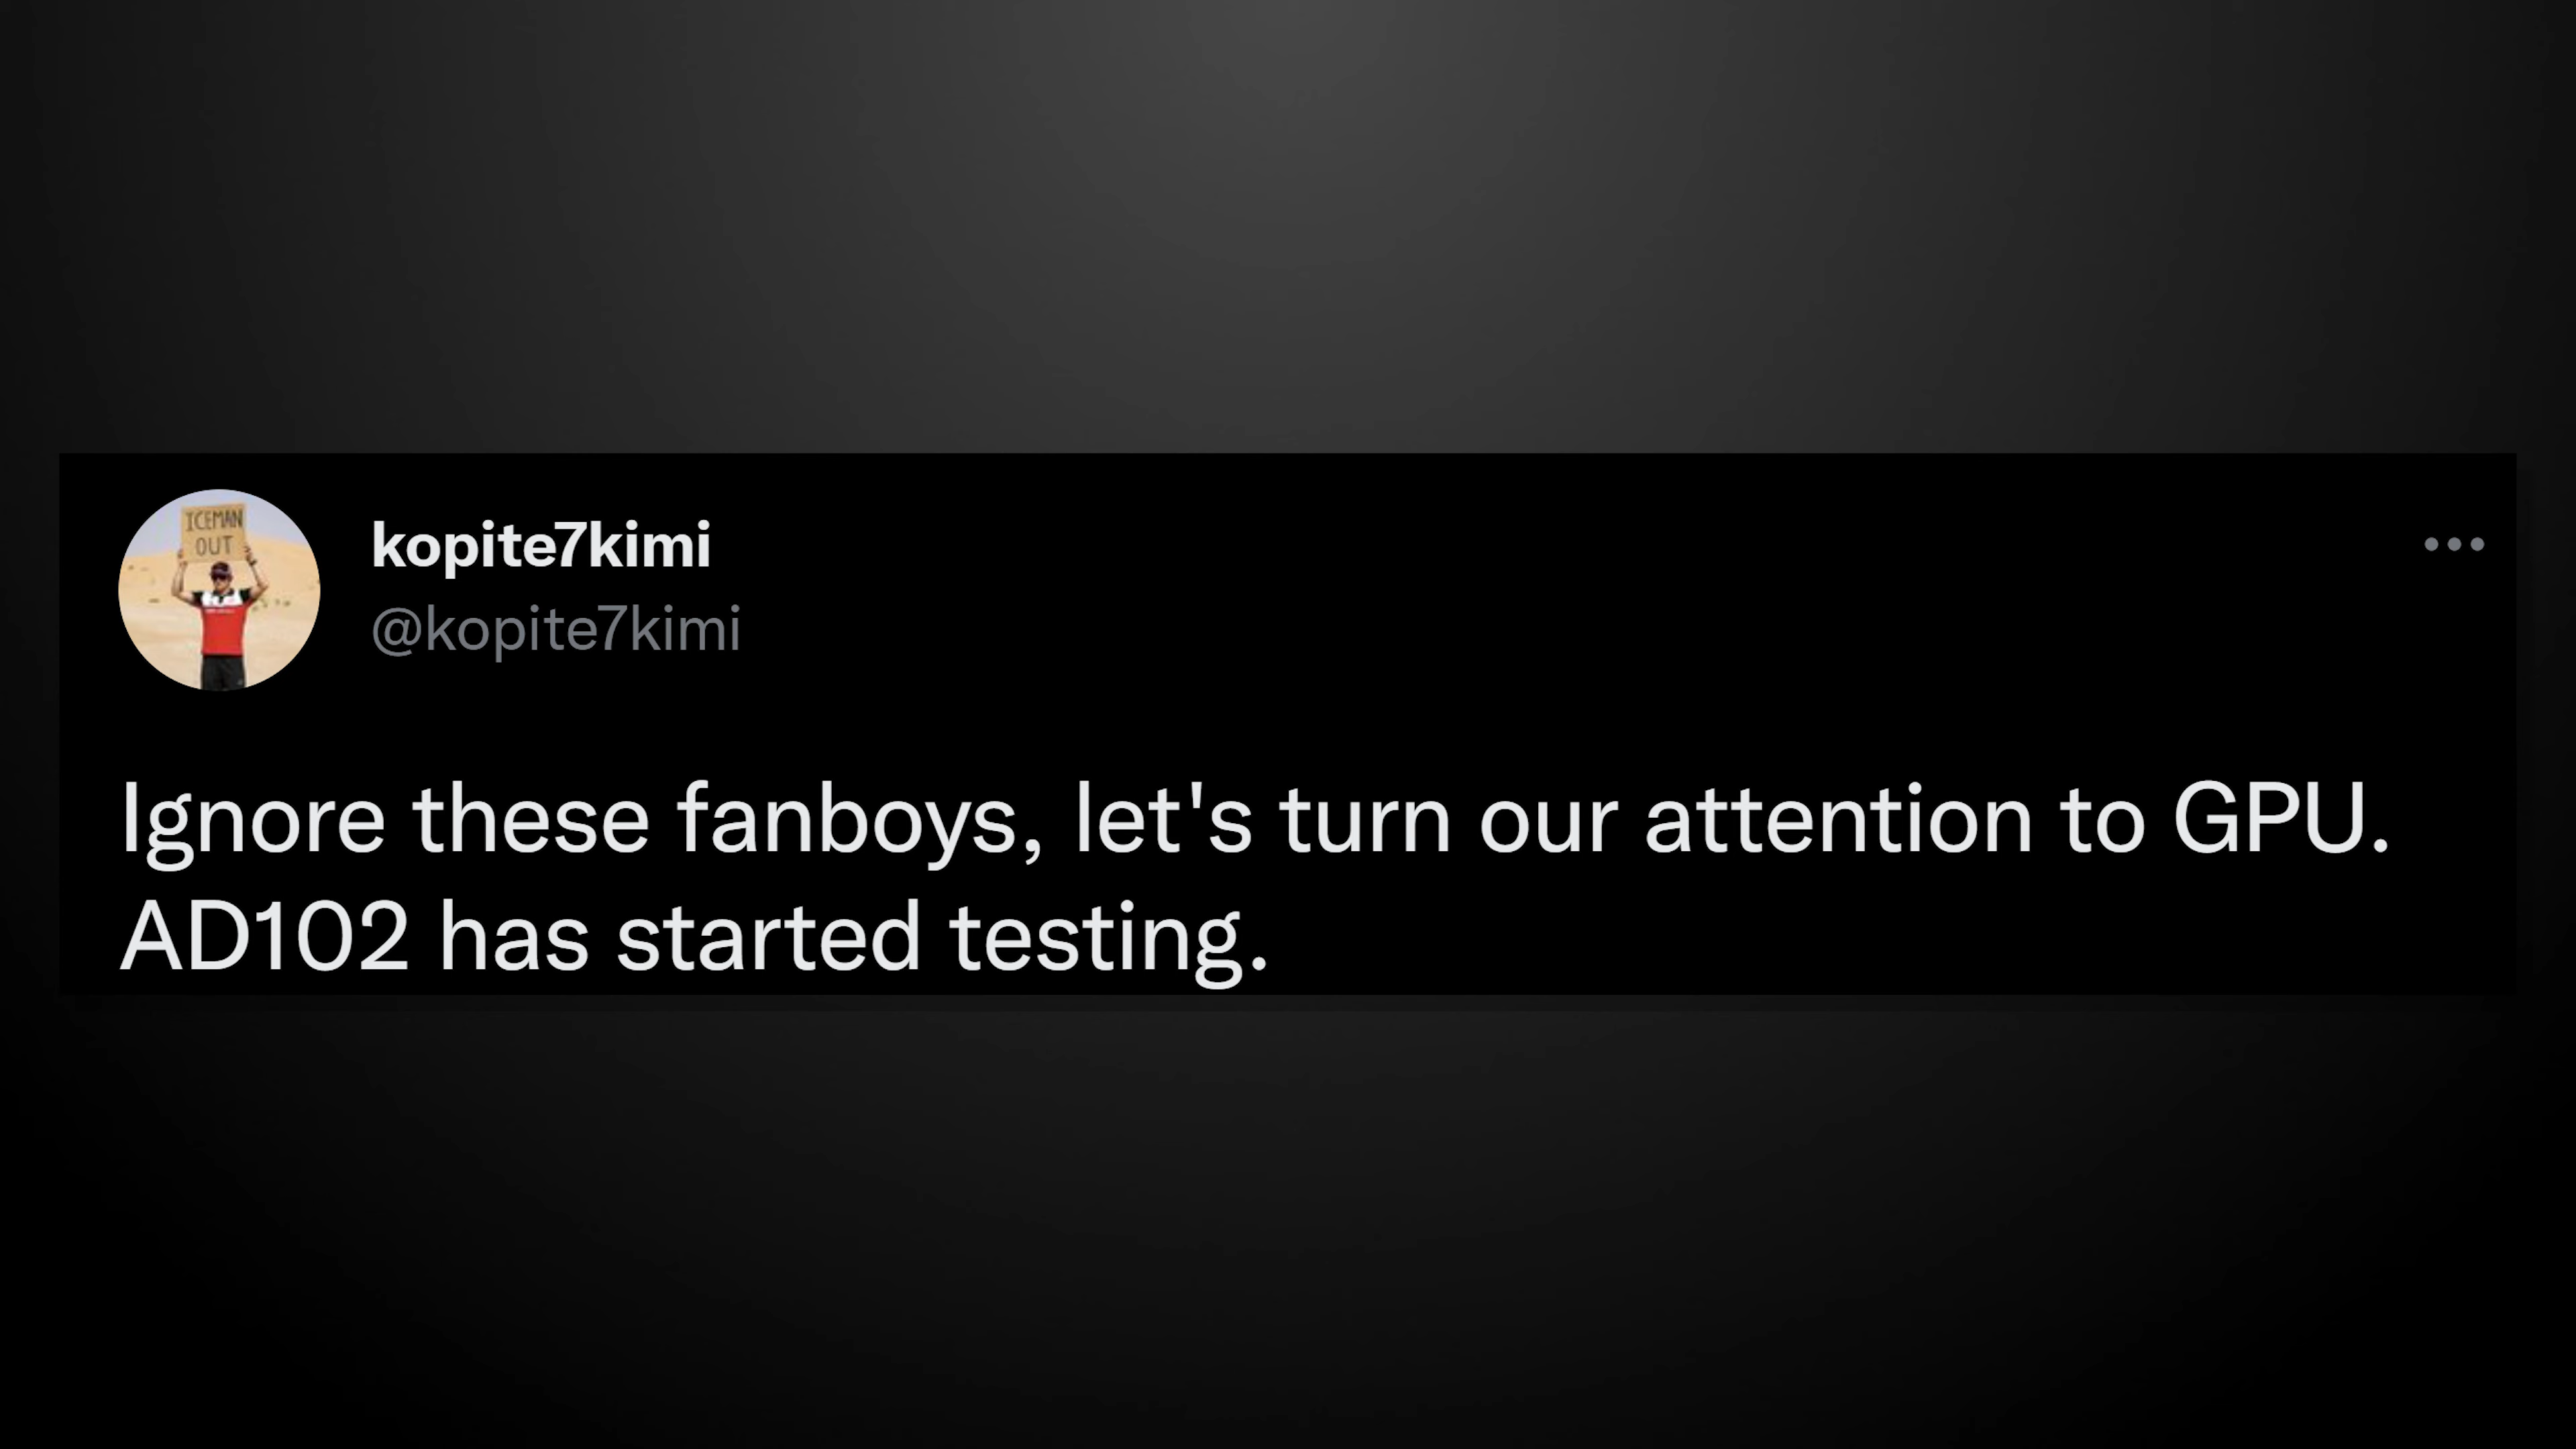 ICEMAN
OUT
kopite7kimi
@kopite7kimi
Ignore these fanboys, let's turn our attention to GPU.
AD102 has started testing.